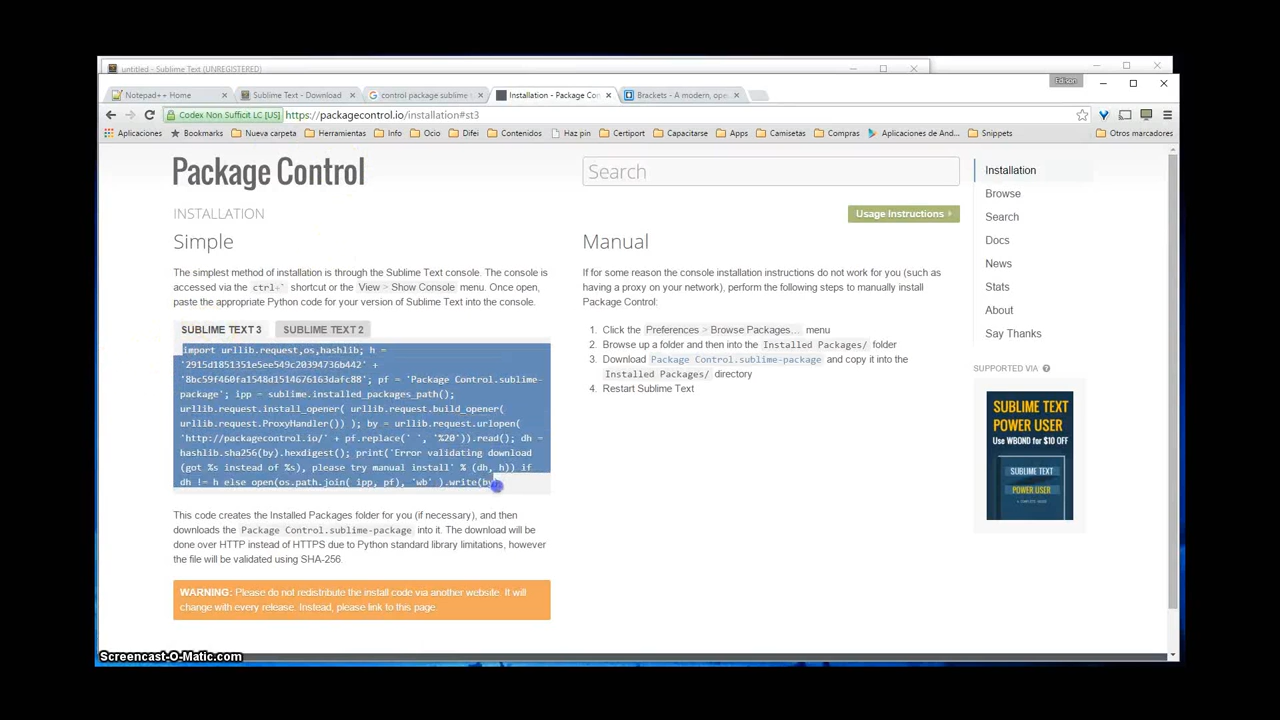 untitled - Sublime Text (UNREGISTERED)
Edison
Notepad++ Home
Sublime Text - Download
control package sublime
Installation - Package Con
Brackets - A modern, ope
Codex Non Sufficit LC [US]
https://packagecontrol.io/installation#st3
Aplicaciones
Bookmarks
Nueva carpeta
Herramientas
Info
Ocio
Difei
Contenidos
Haz pin
Certiport
Capacitarse
Apps
Camisetas
Compras
Aplicaciones de And...
Snippets
Otros marcadores
Package Control
Search
INSTALLATION
Usage Instructions
Simple
The simplest method of installation is through the Sublime Text console. The console is
accessed via the ctrl+` shortcut or the View > Show Console menu. Once open,
paste the appropriate Python code for your version of Sublime Text into the console.
SUBLIME TEXT 3
SUBLIME TEXT 2
import urllib.request,os,hashlib; h =
'2915d1851351e5ee549c20394736b442' +
'8bc59f460fa1548d1514676163dafc88'; pf = 'Package Control.sublime-
package'; ipp = sublime.installed_packages_path();
urllib.request.install_opener( urllib.request.build_opener(
urllib.request.ProxyHandler()) ); by = urllib.request.urlopen(
'http://packagecontrol.io/' + pf.replace(' ', '%20')).read(); dh =
hashlib.sha256(by).hexdigest(); print('Error validating download
(got %s instead of %s), please try manual install' % (dh, h)) if
dh != h else open(os.path.join( ipp, pf), 'wb' ).write(by
This code creates the Installed Packages folder for you (if necessary), and then
downloads the Package Control.sublime-package into it. The download will be
done over HTTP instead of HTTPS due to Python standard library limitations, however
the file will be validated using SHA-256.
WARNING: Please do not redistribute the install code via another website. It will
change with every release. Instead, please link to this page.
Manual
If for some reason the console installation instructions do not work for you (such as
having a proxy on your network), perform the following steps to manually install
Package Control:
1. Click the Preferences > Browse Packages... menu
2. Browse up a folder and then into the Installed Packages/ folder
3. Download Package Control.sublime-package and copy it into the
Installed Packages/ directory
4. Restart Sublime Text
Installation
Browse
Search
Docs
News
Stats
About
Say Thanks
SUPPORTED VIA
SUBLIME TEXT
POWER USER
Use WBOND for $10 OFF
SUBLIME TEXT
POWER USER
Screencast-O-Matic.com